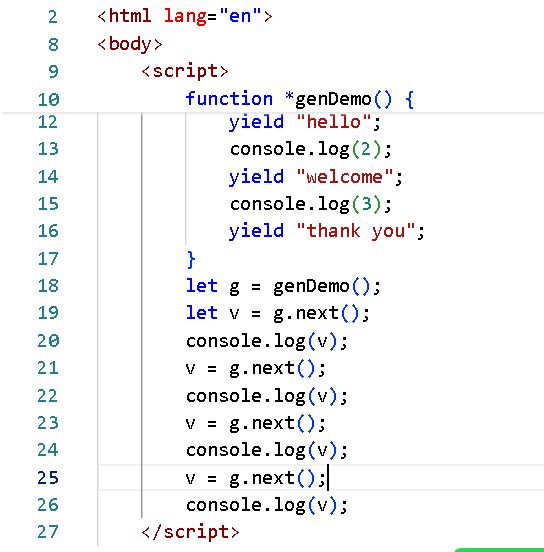 2 <html lang="en">
8 <body>
9 <script>
10 function *genDemo() {
12 yield "hello";
13 console.log(2);
14 yield "welcome";
15 console.log(3);
16 yield "thank you";
17 }
18 let g = genDemo();
19 let v = g.next();
20 console.log(v);
21 v = g.next();
22 console.log(v);
23 v = g.next();
24 console.log(v);
25 v = g.next();
26 console.log(v);
27 </script>